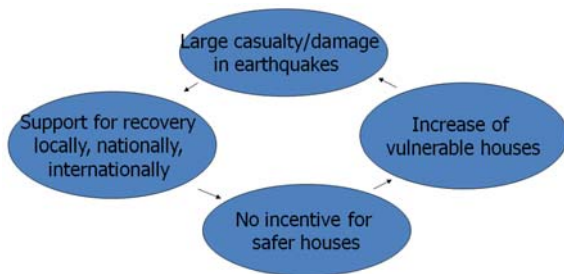 Large casualty/damage
in earthquakes
Support for recovery
locally, nationally,
internationally
Increase of
vulnerable houses
No incentive for
safer houses